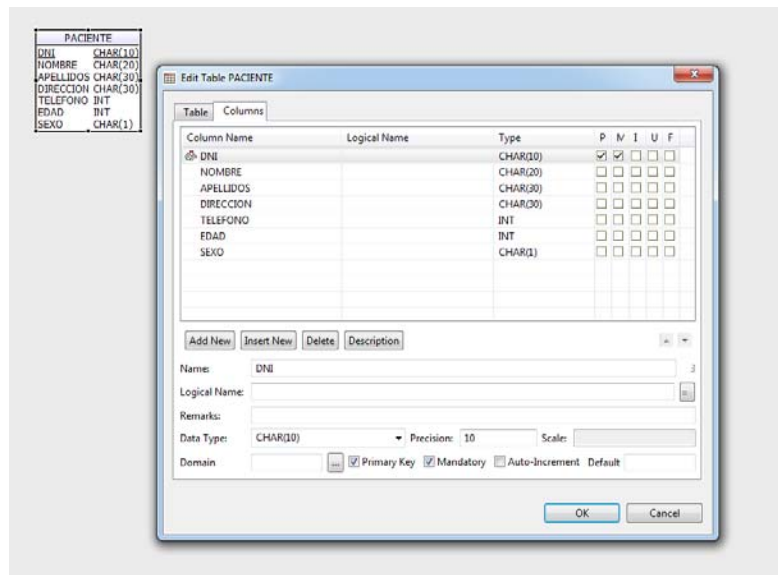 PACIENTE
DNI CHAR(10)
NOMBRE CHAR(20)
APELLIDOS CHAR(30)
DIRECCION CHAR(30)
TELEFONO INT
EDAD INT
SEXO CHAR(1)
Edit Table PACIENTE
Table Columns
Column Name Logical Name Type P M I U F
DNI CHAR(10)
NOMBRE CHAR(20)
APELLIDOS CHAR(30)
DIRECCION CHAR(30)
TELEFONO INT
EDAD INT
SEXO CHAR(1)
Add New Insert New Delete Description
Name: DNI 3
Logical Name:
Remarks:
Data Type: CHAR(10) Precision: 10 Scale:
Domain ... Primary Key Mandatory Auto-Increment Default
OK Cancel